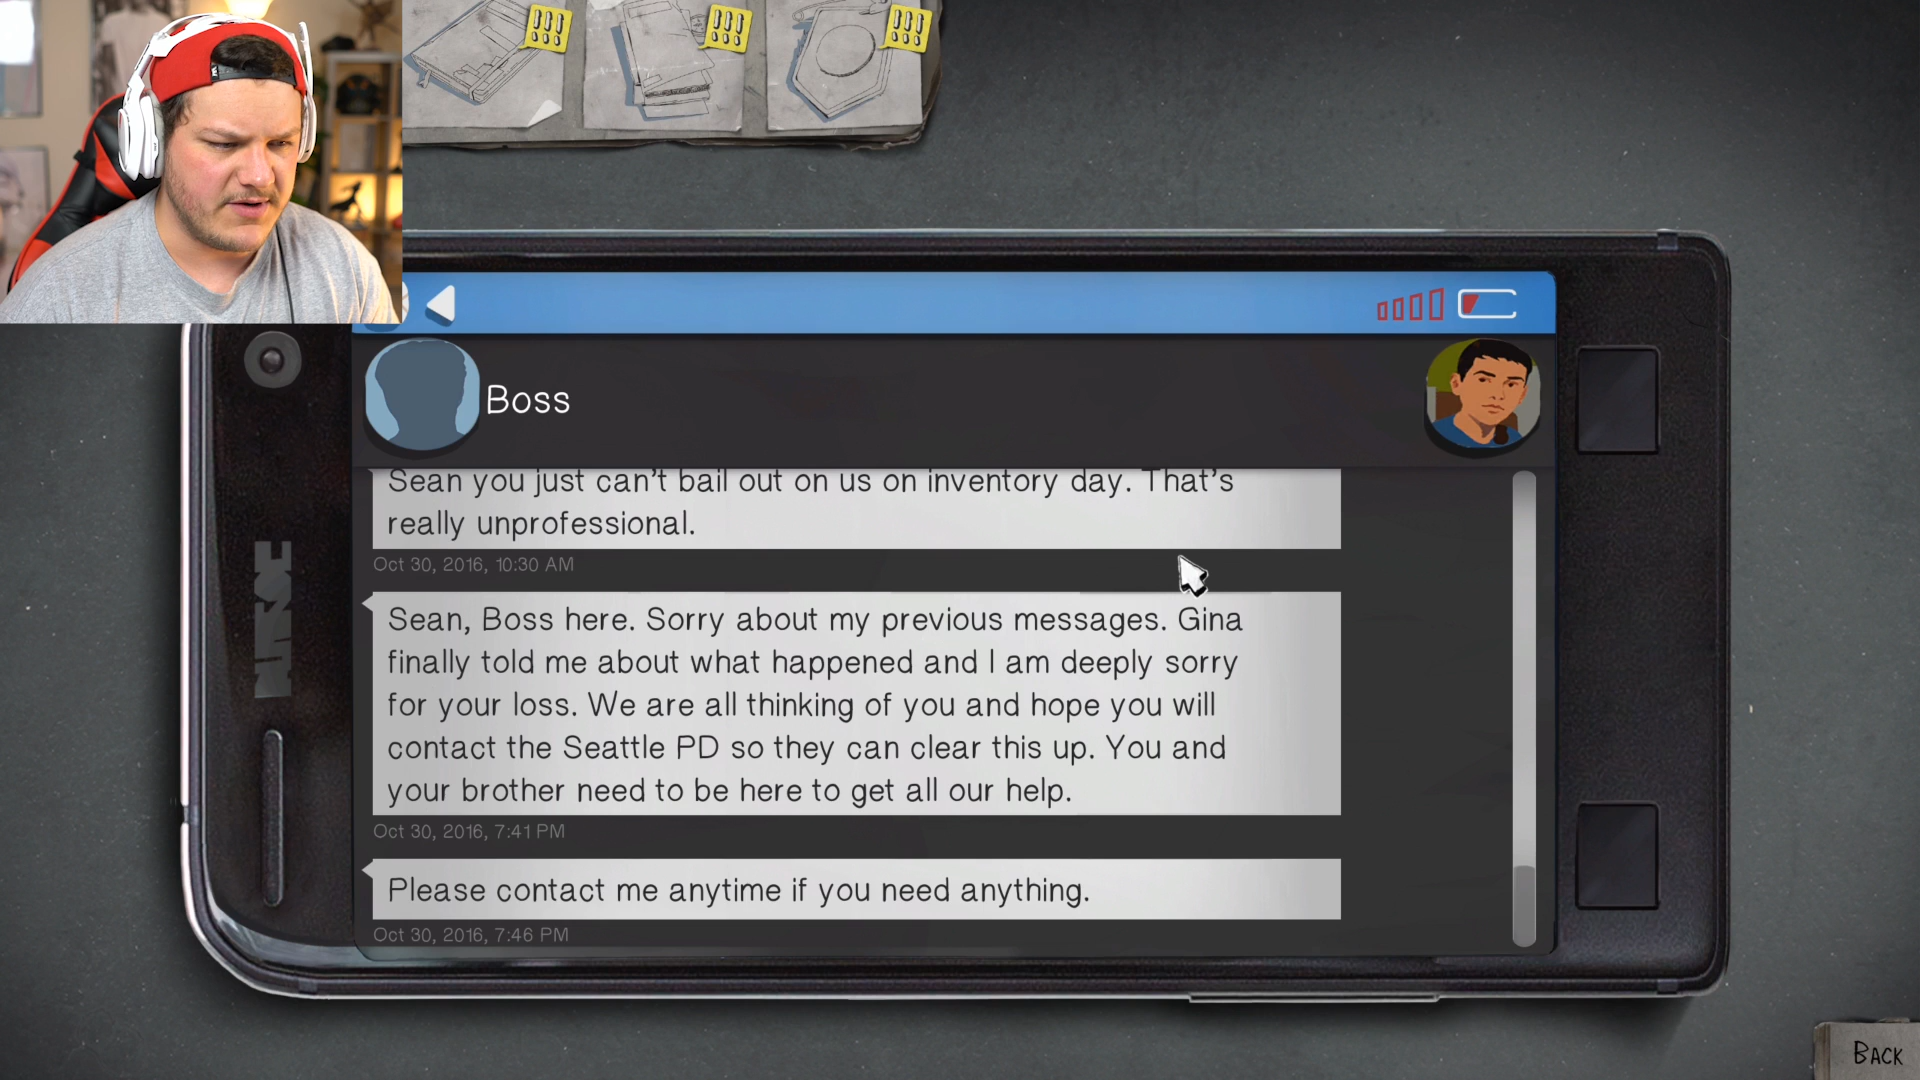 !!! !!! !!!
Boss
Sean you just can't bail out on us on inventory day. That's
really unprofessional.
Oct 30, 2016, 10:30 AM
Sean, Boss here. Sorry about my previous messages. Gina
finally told me about what happened and I am deeply sorry
for your loss. We are all thinking of you and hope you will
contact the Seattle PD so they can clear this up. You and
your brother need to be here to get all our help.
Oct 30, 2016, 7:41 PM
Please contact me anytime if you need anything.
Oct 30, 2016, 7:46 PM
BACK